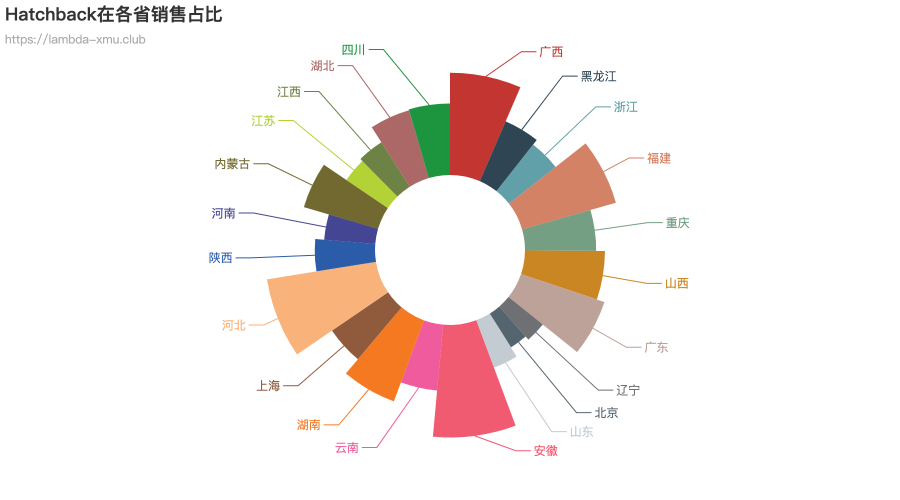 Hatchback在各省销售占比
https://lambda-xmu.club
四川
广西
湖北
黑龙江
江西
浙江
江苏
内蒙古
福建
河南
重庆
陕西
山西
河北
广东
上海
辽宁
北京
湖南
山东
云南
安徽